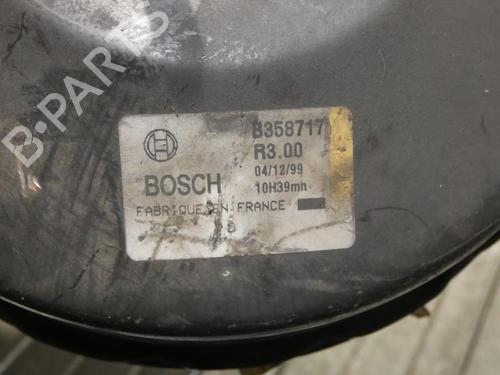 B-PARTS
B358717
R3.00
04/12/99
BOSCH
10H39mn
FABRIQUE EN FRANCE